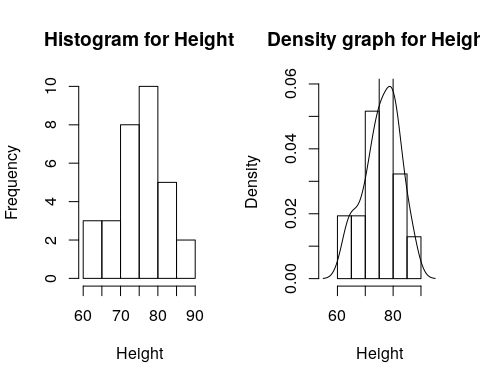 Histogram for Height
Frequency
0
2
4
6
8
10
60
70
80
90
Height
Density graph for Heigh
Density
0.00
0.02
0.04
0.06
60
80
Height